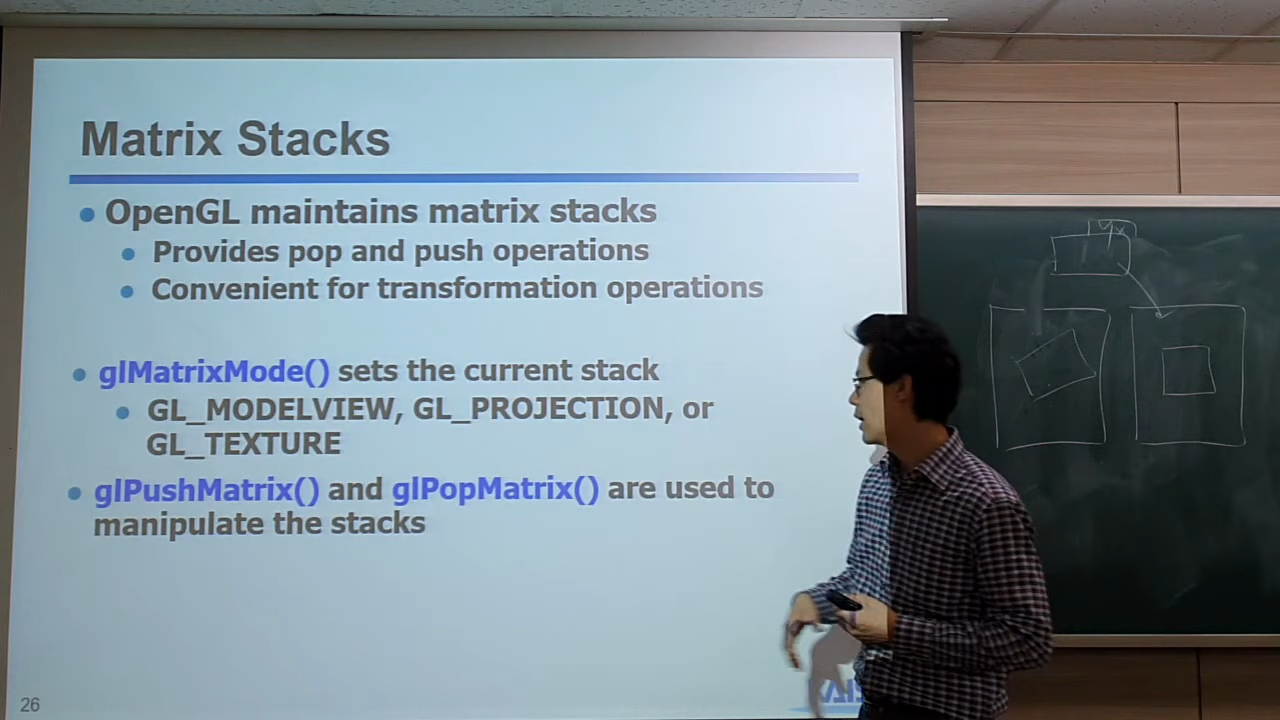 Matrix Stacks
OpenGL maintains matrix stacks
Provides pop and push operations
Convenient for transformation operations
glMatrixMode() sets the current stack
GL_MODELVIEW, GL_PROJECTION, or
GL_TEXTURE
glPushMatrix() and glPopMatrix() are used to
manipulate the stacks
26